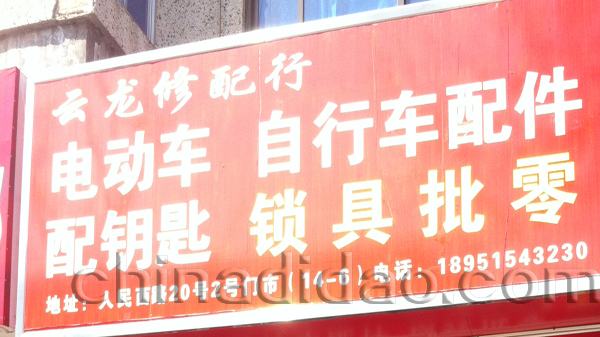 云龙修配行
电动车 自行车配件
配钥匙 锁具批零
地址：人民西路20号2号门市（14-6）电话：18951543230
chinadidao.com